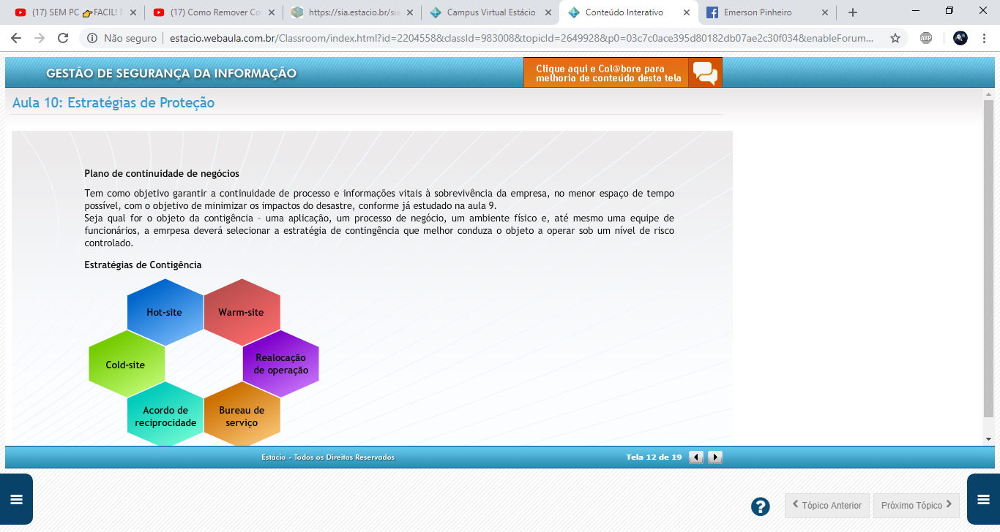 (17) SEM PC 👉FACIL! N
(17) Como Remover Co
https://sia.estacio.br/sia
Campus Virtual Estácio
Conteúdo Interativo
Emerson Pinheiro
Não seguro
estacio.webaula.com.br/Classroom/index.html?id=2204558&classId=983008&topicId=2649928&p0=03c7c0ace395d80182db07ae2c30f034&enableForum...
ABP
GESTÃO DE SEGURANÇA DA INFORMAÇÃO
Clique aqui e Col@bore para
melhoria de conteúdo desta tela
Aula 10: Estratégias de Proteção
Plano de continuidade de negócios
Tem como objetivo garantir a continuidade de processo e informações vitais à sobrevivência da empresa, no menor espaço de tempo
possível, com o objetivo de minimizar os impactos do desastre, conforme já estudado na aula 9.
Seja qual for o objeto da contigência – uma aplicação, um processo de negócio, um ambiente físico e, até mesmo uma equipe de
funcionários, a emrpesa deverá selecionar a estratégia de contingência que melhor conduza o objeto a operar sob um nível de risco
controlado.
Estratégias de Contigência
Hot-site
Warm-site
Cold-site
Realocação
de operação
Acordo de
reciprocidade
Bureau de
serviço
Estácio - Todos os Direitos Reservados
Tela 12 de 19
?
Tópico Anterior
Próximo Tópico